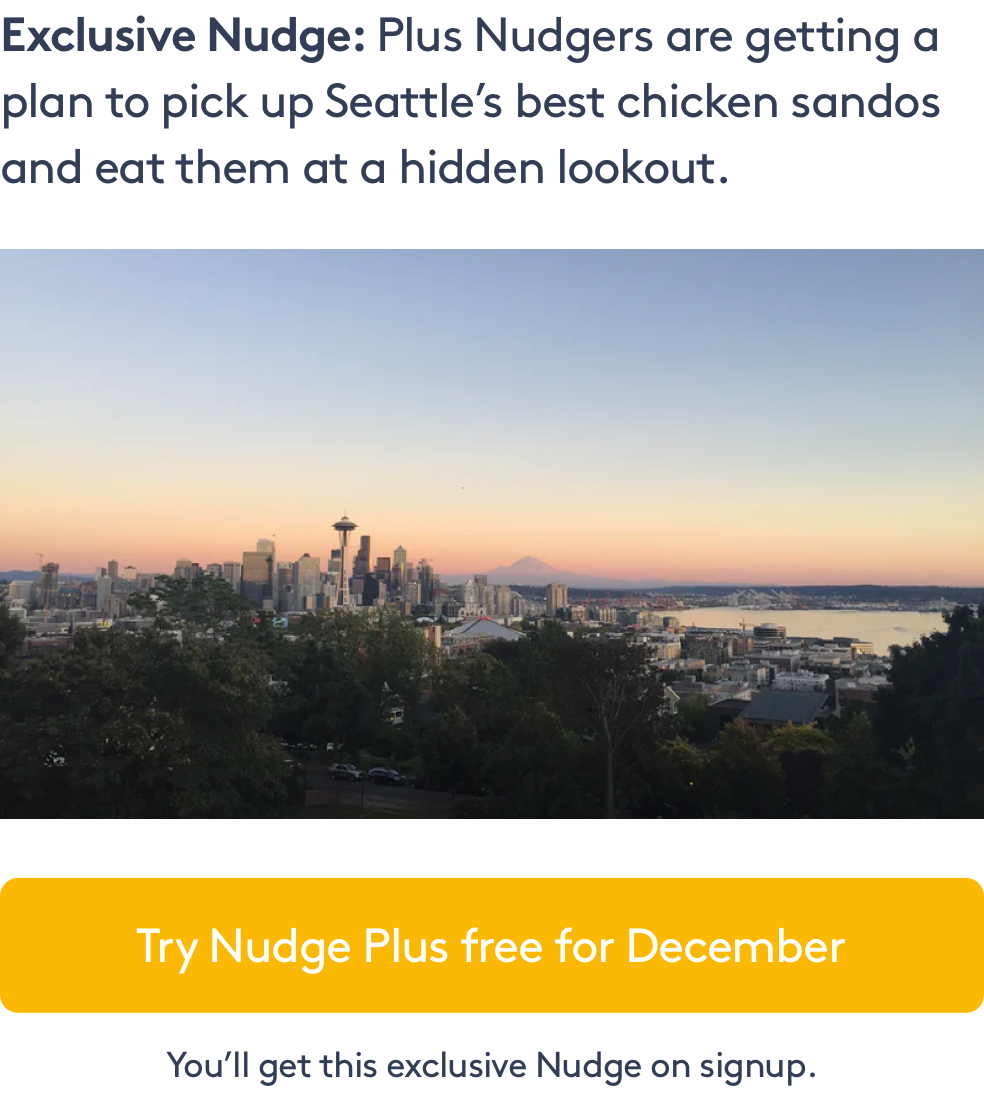 Exclusive Nudge: Plus Nudgers are getting a
plan to pick up Seattle’s best chicken sandos
and eat them at a hidden lookout.
Try Nudge Plus free for December
You’ll get this exclusive Nudge on signup.